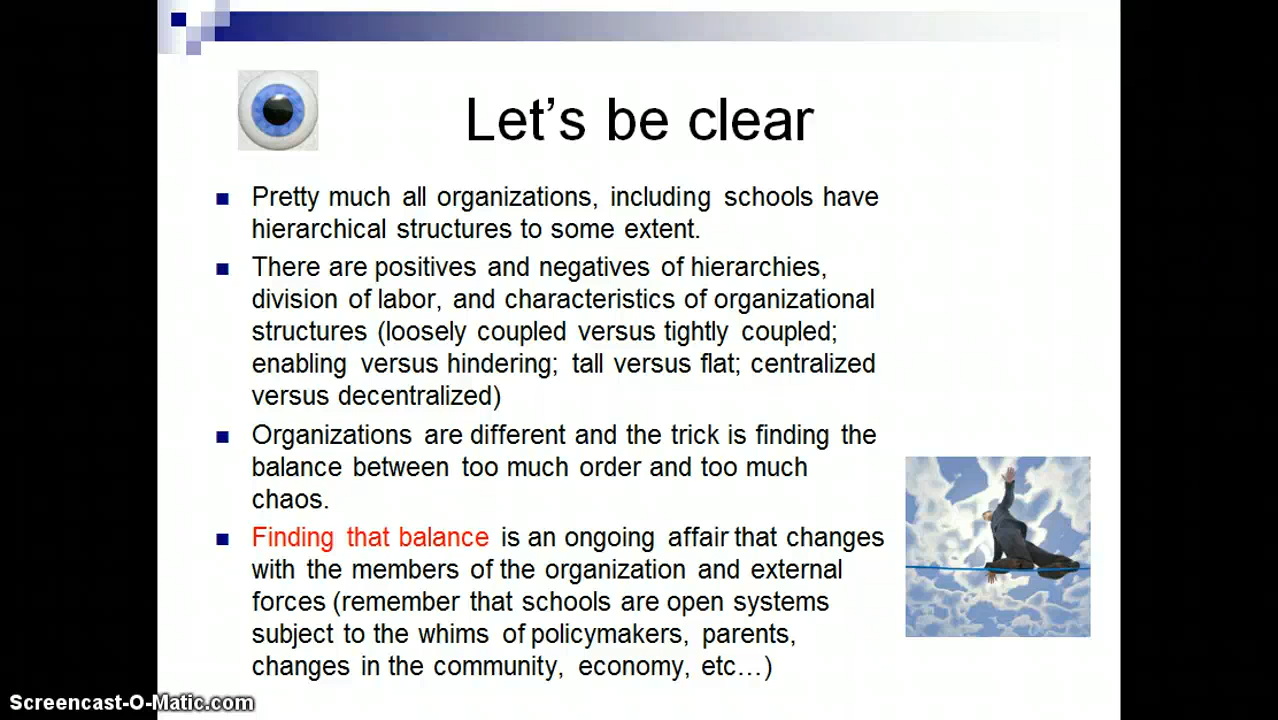 Let's be clear
Pretty much all organizations, including schools have
hierarchical structures to some extent.
There are positives and negatives of hierarchies,
division of labor, and characteristics of organizational
structures (loosely coupled versus tightly coupled;
enabling versus hindering; tall versus flat; centralized
versus decentralized)
Organizations are different and the trick is finding the
balance between too much order and too much
chaos.
Finding that balance is an ongoing affair that changes
with the members of the organization and external
forces (remember that schools are open systems
subject to the whims of policymakers, parents,
changes in the community, economy, etc…)
Screencast-O-Matic.com